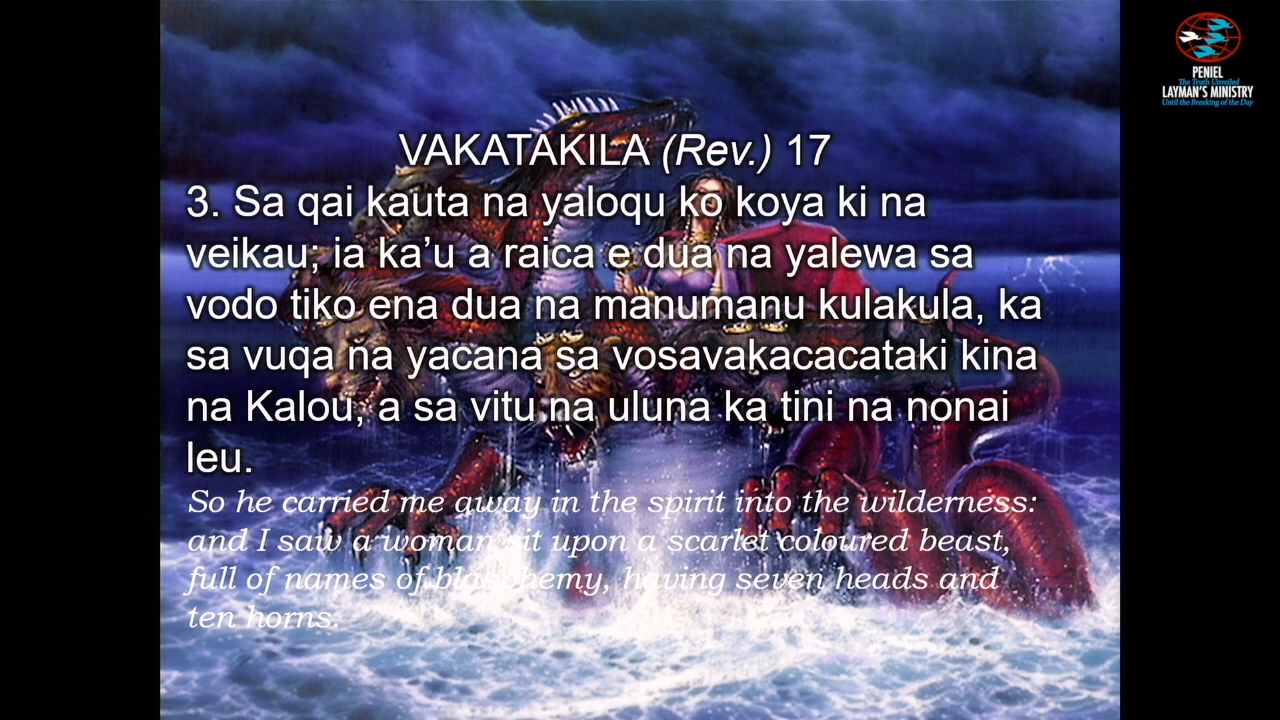 VAKATAKILA (Rev.) 17
3. Sa qai kauta na yaloqu ko koya ki na
veikau; ia ka’u a raica e dua na yalewa sa
vodo tiko ena dua na manumanu kulakula, ka
sa vuqa na yacana sa vosavakacacataki kina
na Kalou, a sa vitu na uluna ka tini na nonai
leu.
So he carried me away in the spirit into the wilderness:
and I saw a woman sit upon a scarlet coloured beast,
full of names of blasphemy, having seven heads and
ten horns.
PENIEL
The Truth Unveiled
LAYMAN'S MINISTRY
Until the Breaking of the Day